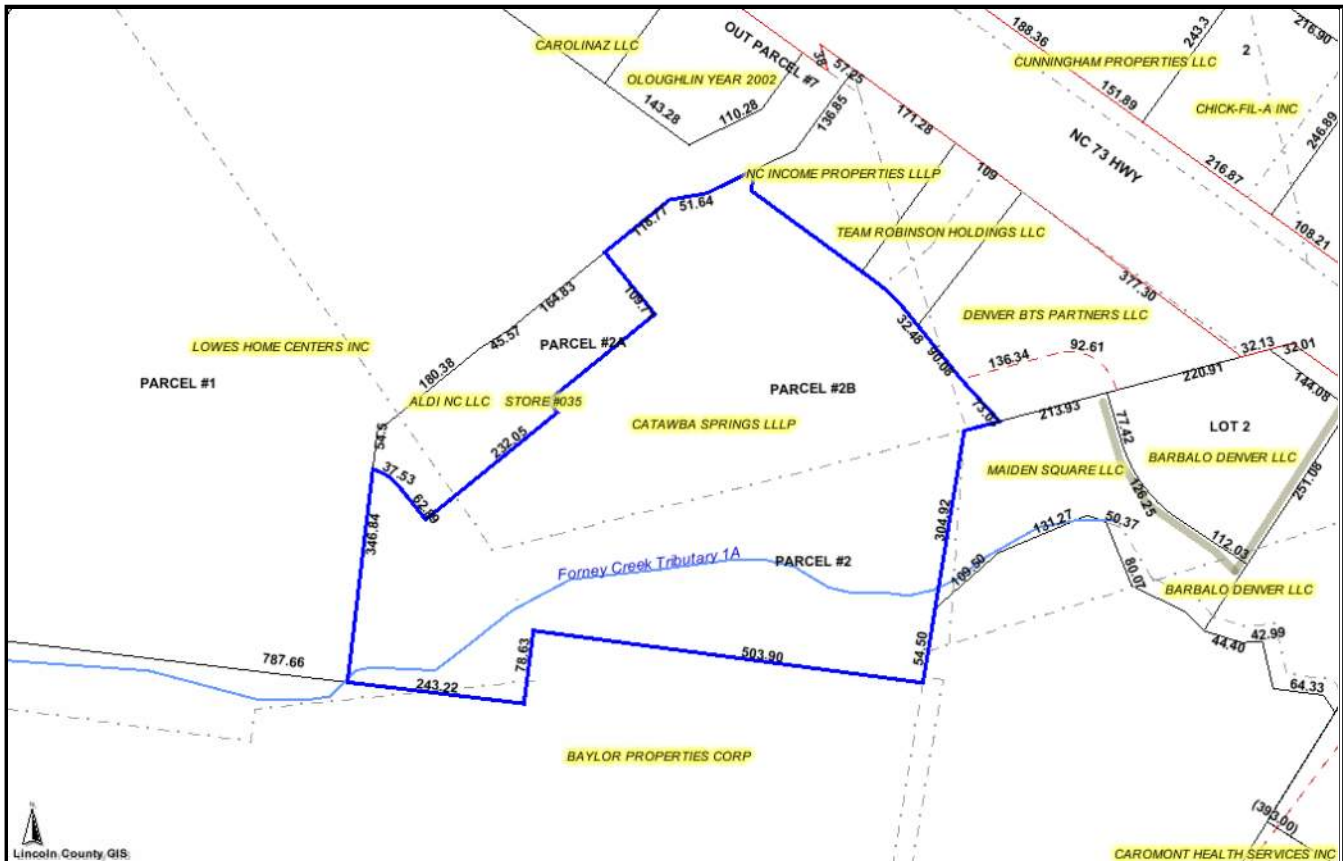 188.36
243.3
216.90
2
CUNNINGHAM PROPERTIES LLC
CAROLINAZ LLC
OUT PARCEL #7
38
57.25
OLOUGHLIN YEAR 2002
151.89
CHICK-FIL-A INC
143.28
110.28
136.85
171.28
246.89
NC 73 HWY
NC INCOME PROPERTIES LLLP
109
216.87
51.64
118.77
TEAM ROBINSON HOLDINGS LLC
108.21
377.30
164.83
109.7
45.57
DENVER BTS PARTNERS LLC
32.48
90.08
LOWES HOME CENTERS INC
PARCEL #2A
136.34
92.61
32.13
32.01
PARCEL #1
180.38
PARCEL #2B
220.91
144.08
ALDI NC LLC
STORE #035
CATAWBA SPRINGS LLLP
73.07
213.93
77.42
LOT 2
54.5
232.05
BARBALO DENVER LLC
37.53
MAIDEN SQUARE LLC
251.08
62.89
126.25
346.84
304.92
131.27
50.37
112.03
Forney Creek Tributary 1A
PARCEL #2
109.50
80.07
BARBALO DENVER LLC
44.40
42.99
787.66
243.22
78.63
503.90
54.50
64.33
BAYLOR PROPERTIES CORP
(393.00)
N
Lincoln County GIS
CAROMONT HEALTH SERVICES INC